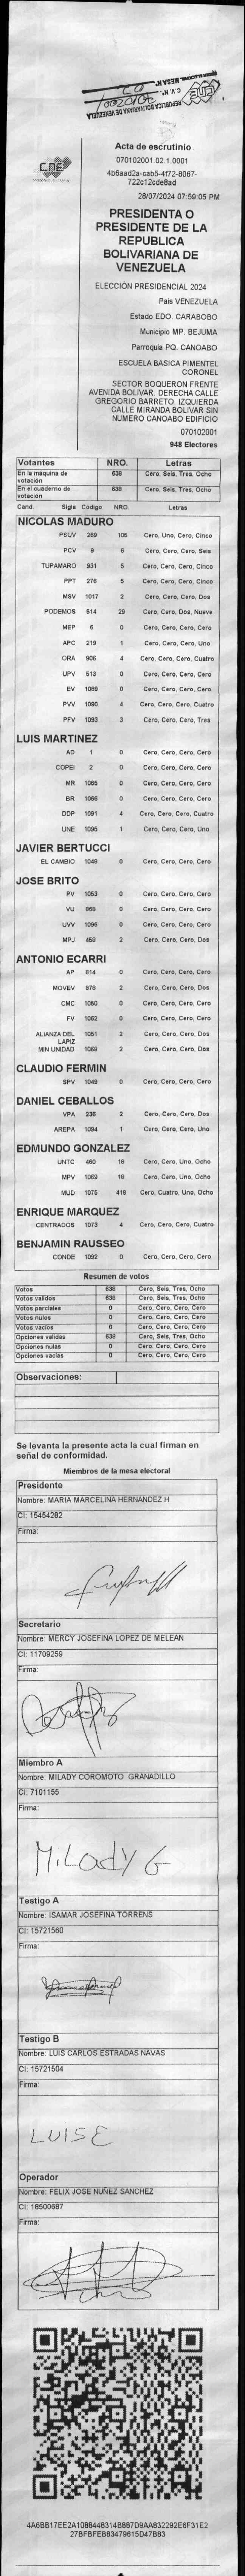 CNE
C.V. N°.
MESA N°
REPÚBLICA BOLIVARIANA DE VENEZUELA
CNE
Acta de escrutinio
070102001.02.1.0001
4b6aad2a-cab5-4f72-8067-
722c12cde8ad
28/07/2024 07:59:05 PM
PRESIDENTA O
PRESIDENTE DE LA
REPUBLICA
BOLIVARIANA DE
VENEZUELA
ELECCIÓN PRESIDENCIAL 2024
País VENEZUELA
Estado EDO. CARABOBO
Municipio MP. BEJUMA
Parroquia PQ. CANOABO
ESCUELA BASICA PIMENTEL
CORONEL
SECTOR BOQUERON FRENTE
AVENIDA BOLIVAR. DERECHA CALLE
GREGORIO BARRETO. IZQUIERDA
CALLE MIRANDA BOLIVAR SIN
NUMERO CANOABO EDIFICIO
070102001
948 Electores
Votantes NRO. Letras
En la máquina de votación 638 Cero, Seis, Tres, Ocho
En el cuaderno de votación 638 Cero, Seis, Tres, Ocho
Cand. Sigla Código NRO. Letras
NICOLAS MADURO
PSUV 269 105 Cero, Uno, Cero, Cinco
PCV 9 6 Cero, Cero, Cero, Seis
TUPAMARO 931 5 Cero, Cero, Cero, Cinco
PPT 276 5 Cero, Cero, Cero, Cinco
MSV 1017 2 Cero, Cero, Cero, Dos
PODEMOS 514 29 Cero, Cero, Dos, Nueve
MEP 6 0 Cero, Cero, Cero, Cero
APC 219 1 Cero, Cero, Cero, Uno
ORA 906 4 Cero, Cero, Cero, Cuatro
UPV 513 0 Cero, Cero, Cero, Cero
EV 1089 0 Cero, Cero, Cero, Cero
PVV 1090 4 Cero, Cero, Cero, Cuatro
PFV 1093 3 Cero, Cero, Cero, Tres
LUIS MARTINEZ
AD 1 0 Cero, Cero, Cero, Cero
COPEI 2 0 Cero, Cero, Cero, Cero
MR 1065 0 Cero, Cero, Cero, Cero
BR 1066 0 Cero, Cero, Cero, Cero
DDP 1091 4 Cero, Cero, Cero, Cuatro
UNE 1095 1 Cero, Cero, Cero, Uno
JAVIER BERTUCCI
EL CAMBIO 1048 0 Cero, Cero, Cero, Cero
JOSE BRITO
PV 1053 0 Cero, Cero, Cero, Cero
VU 969 0 Cero, Cero, Cero, Cero
UVV 1096 0 Cero, Cero, Cero, Cero
MPJ 458 2 Cero, Cero, Cero, Dos
ANTONIO ECARRI
AP 814 0 Cero, Cero, Cero, Cero
MOVEV 978 2 Cero, Cero, Cero, Dos
CMC 1050 0 Cero, Cero, Cero, Cero
FV 1062 0 Cero, Cero, Cero, Cero
ALIANZA DEL LAPIZ 1051 2 Cero, Cero, Cero, Dos
MIN UNIDAD 1058 2 Cero, Cero, Cero, Dos
CLAUDIO FERMIN
SPV 1049 0 Cero, Cero, Cero, Cero
DANIEL CEBALLOS
VPA 236 2 Cero, Cero, Cero, Dos
AREPA 1094 1 Cero, Cero, Cero, Uno
EDMUNDO GONZALEZ
UNTC 460 18 Cero, Cero, Uno, Ocho
MPV 1069 18 Cero, Cero, Uno, Ocho
MUD 1075 418 Cero, Cuatro, Uno, Ocho
ENRIQUE MARQUEZ
CENTRADOS 1073 4 Cero, Cero, Cero, Cuatro
BENJAMIN RAUSSEO
CONDE 1092 0 Cero, Cero, Cero, Cero
Resumen de votos
Votos 638 Cero, Seis, Tres, Ocho
Votos validos 638 Cero, Seis, Tres, Ocho
Votos parciales 0 Cero, Cero, Cero, Cero
Votos nulos 0 Cero, Cero, Cero, Cero
Votos vacios 0 Cero, Cero, Cero, Cero
Opciones validas 638 Cero, Seis, Tres, Ocho
Opciones nulas 0 Cero, Cero, Cero, Cero
Opciones vacias 0 Cero, Cero, Cero, Cero
Observaciones:
Se levanta la presente acta la cual firman en
señal de conformidad.
Miembros de la mesa electoral
Presidente
Nombre: MARIA MARCELINA HERNANDEZ H
CI: 15454282
Firma:
Secretario
Nombre: MERCY JOSEFINA LOPEZ DE MELEAN
CI: 11709259
Firma:
Miembro A
Nombre: MILADY COROMOTO GRANADILLO
CI: 7101155
Firma:
MiLady G
Testigo A
Nombre: ISAMAR JOSEFINA TORRENS
CI: 15721560
Firma:
Testigo B
Nombre: LUIS CARLOS ESTRADAS NAVAS
CI: 15721504
Firma:
LUISE
Operador
Nombre: FELIX JOSE NUÑEZ SANCHEZ
CI: 18500687
Firma:
4A6BB17EE2A1088448314B887D9AA832292E6F31E2
27BFBFEB83479615D47B83